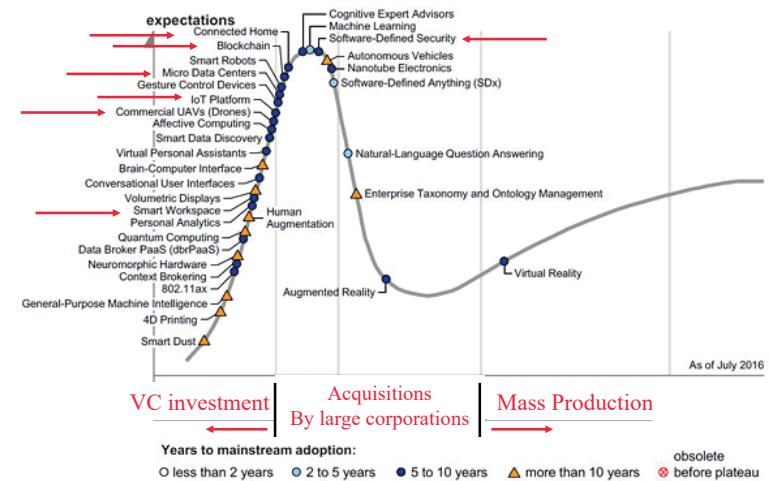 expectations
Cognitive Expert Advisors
Machine Learning
Connected Home
Software-Defined Security
Blockchain
Autonomous Vehicles
Smart Robots
Nanotube Electronics
Micro Data Centers
Gesture Control Devices
Software-Defined Anything (SDx)
IoT Platform
Commercial UAVs (Drones)
Affective Computing
Smart Data Discovery
Virtual Personal Assistants
Natural-Language Question Answering
Brain-Computer Interface
Conversational User Interfaces
Enterprise Taxonomy and Ontology Management
Volumetric Displays
Smart Workspace
Human
Augmentation
Personal Analytics
Quantum Computing
Data Broker PaaS (dbrPaaS)
Neuromorphic Hardware
Context Brokering
Virtual Reality
802.11ax
Augmented Reality
General-Purpose Machine Intelligence
4D Printing
Smart Dust
As of July 2016
VC investment
Acquisitions
By large corporations
Mass Production
Years to mainstream adoption:
less than 2 years
2 to 5 years
5 to 10 years
more than 10 years
obsolete
before plateau